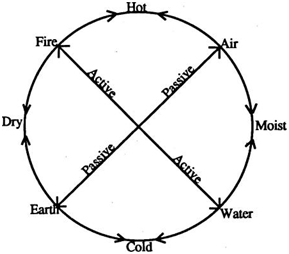 Hot
Fire
Air
Active
Passive
Dry
Moist
Passive
Active
Earth
Water
Cold